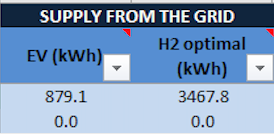 SUPPLY FROM THE GRID
EV (kWh) H2 optimal (kWh)
879.1 3467.8
0.0 0.0